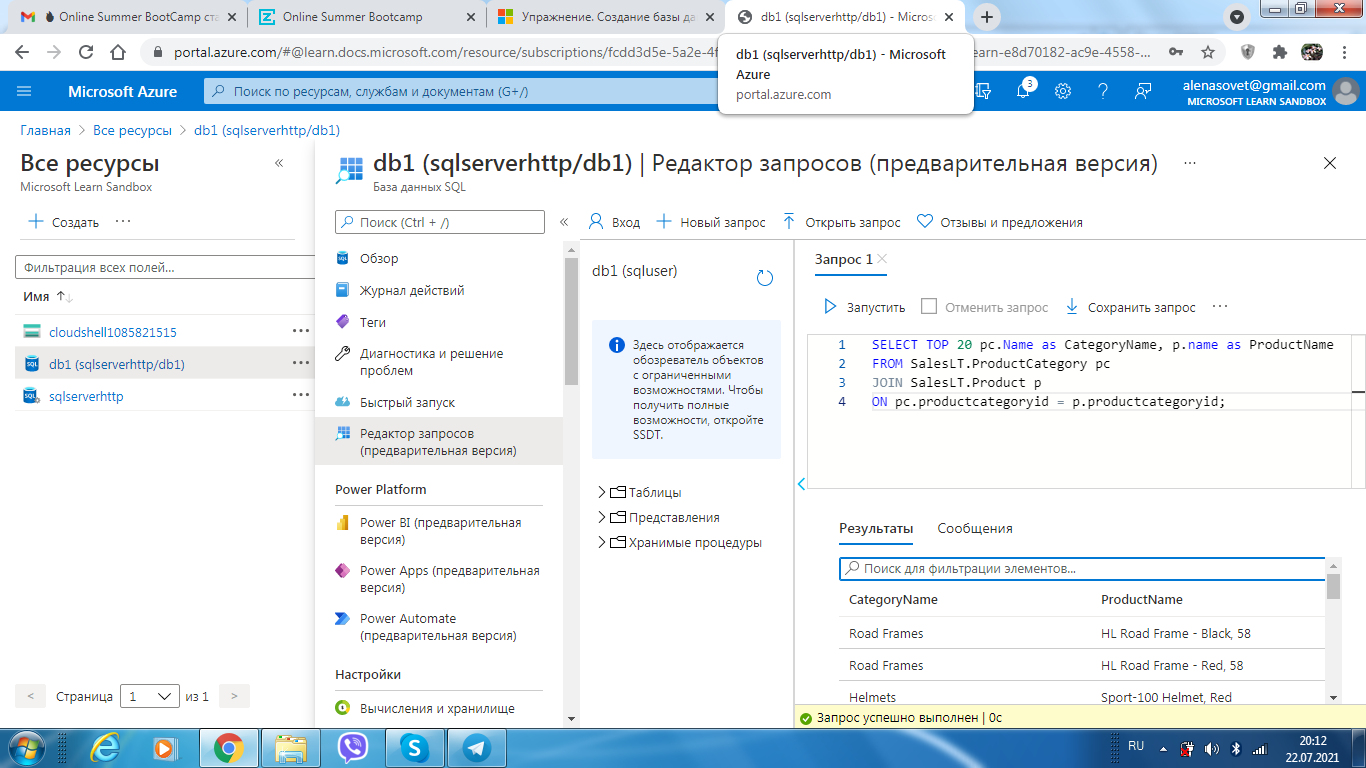 Online Summer BootCamp ста
Online Summer Bootcamp
Упражнение. Создание базы да
db1 (sqlserverhttp/db1) - Micros
portal.azure.com/#@learn.docs.microsoft.com/resource/subscriptions/fcdd3d5e-5a2e-4f
earn-e8d70182-ac9e-4558-...
db1 (sqlserverhttp/db1) - Microsoft
Azure
portal.azure.com
Microsoft Azure
Поиск по ресурсам, службам и документам (G+/)
3
alenasovet@gmail.com
MICROSOFT LEARN SANDBOX
Главная > Все ресурсы > db1 (sqlserverhttp/db1)
Все ресурсы
Microsoft Learn Sandbox
Создать ...
Фильтрация всех полей...
Имя
cloudshell1085821515 ...
db1 (sqlserverhttp/db1) ...
sqlserverhttp ...
< Страница 1 из 1 >
db1 (sqlserverhttp/db1) | Редактор запросов (предварительная версия) ...
База данных SQL
Поиск (Ctrl + /)
Обзор
Журнал действий
Теги
Диагностика и решение
проблем
Быстрый запуск
Редактор запросов
(предварительная версия)
Power Platform
Power BI (предварительная
версия)
Power Apps (предварительная
версия)
Power Automate
(предварительная версия)
Настройки
Вычисления и хранилище
Вход
Новый запрос
Открыть запрос
Отзывы и предложения
db1 (sqluser)
Здесь отображается
обозреватель объектов
с ограниченными
возможностями. Чтобы
получить полные
возможности, откройте
SSDT.
Таблицы
Представления
Хранимые процедуры
Запрос 1
Запустить
Отменить запрос
Сохранить запрос ...
1 SELECT TOP 20 pc.Name as CategoryName, p.name as ProductName
2 FROM SalesLT.ProductCategory pc
3 JOIN SalesLT.Product p
4 ON pc.productcategoryid = p.productcategoryid;
Результаты Сообщения
Поиск для фильтрации элементов...
CategoryName ProductName
Road Frames HL Road Frame - Black, 58
Road Frames HL Road Frame - Red, 58
Helmets Sport-100 Helmet, Red
Запрос успешно выполнен | 0с
RU
20:12
22.07.2021